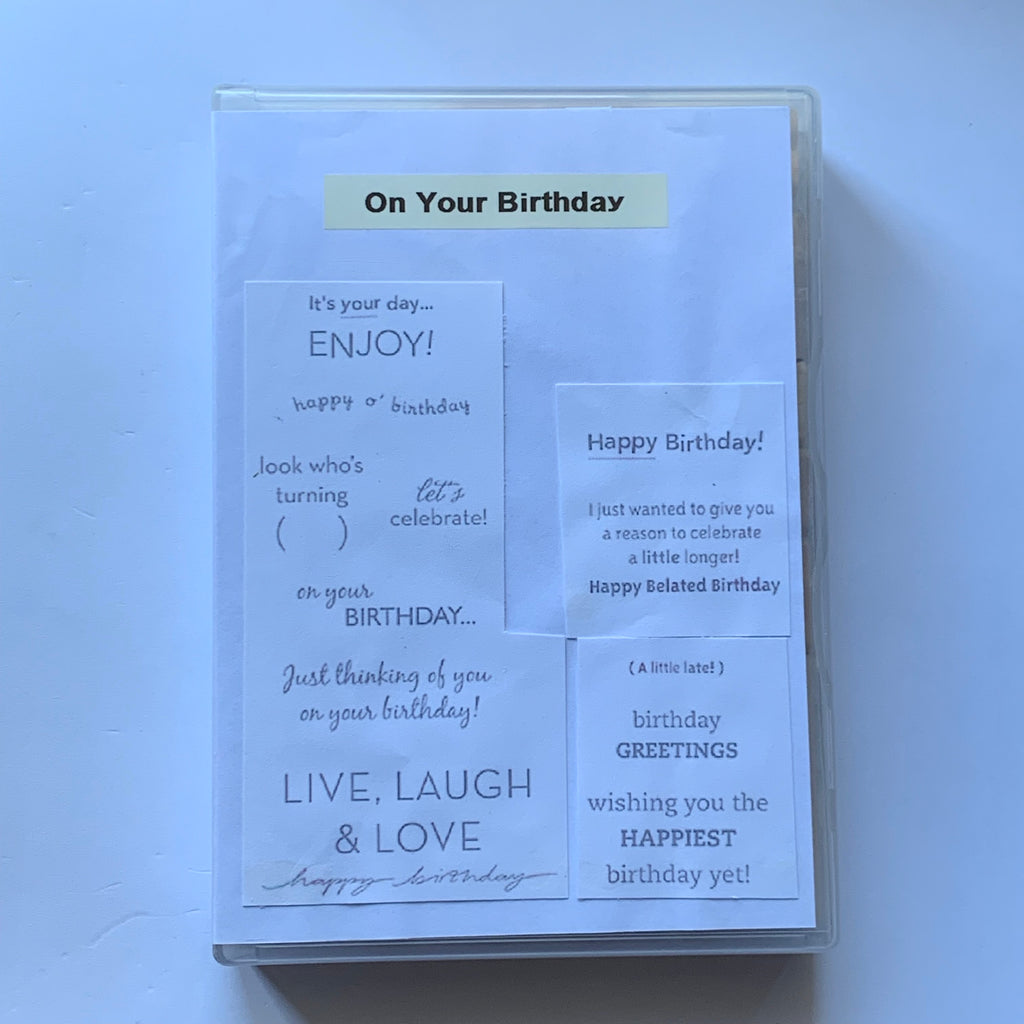 On Your Birthday
It's your day...
ENJOY!
happy o' birthday
look who's
turning
( )
let's
celebrate!
on your
BIRTHDAY...
Just thinking of you
on your birthday!
LIVE, LAUGH
& LOVE
happy birthday
Happy Birthday!
I just wanted to give you
a reason to celebrate
a little longer!
Happy Belated Birthday
( A little late! )
birthday
GREETINGS
wishing you the
HAPPIEST
birthday yet!